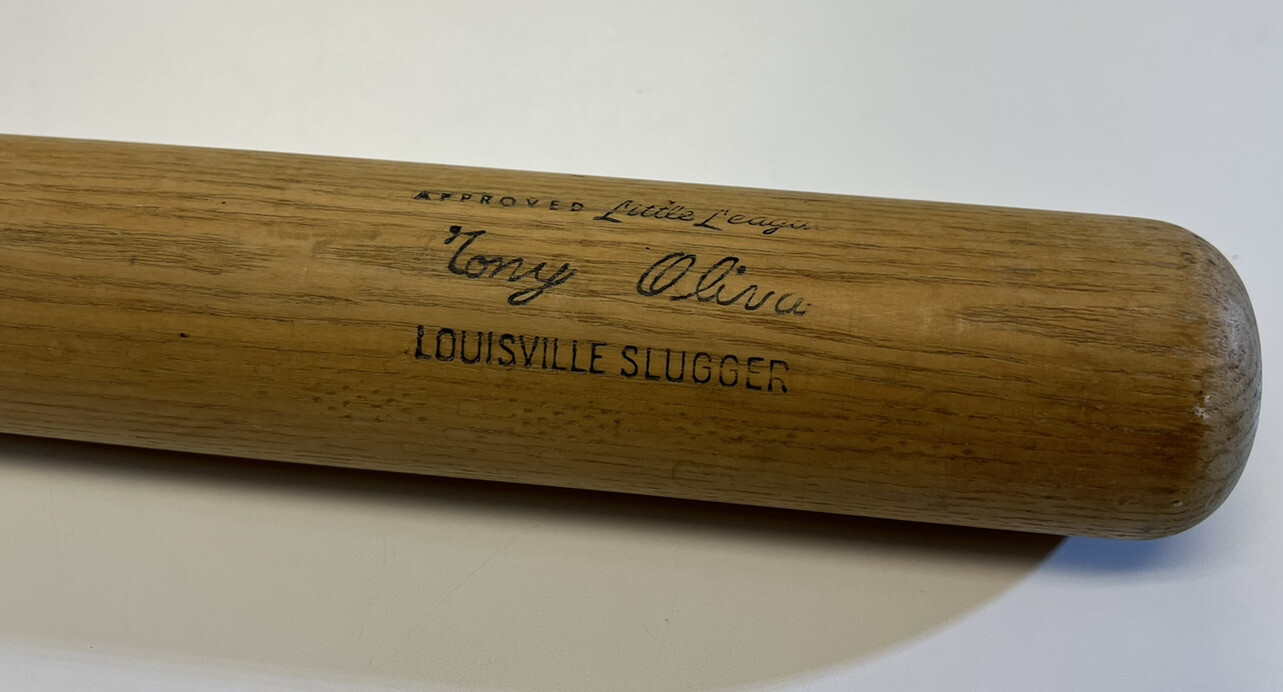 APPROVED Little League
Tony Oliva
LOUISVILLE SLUGGER